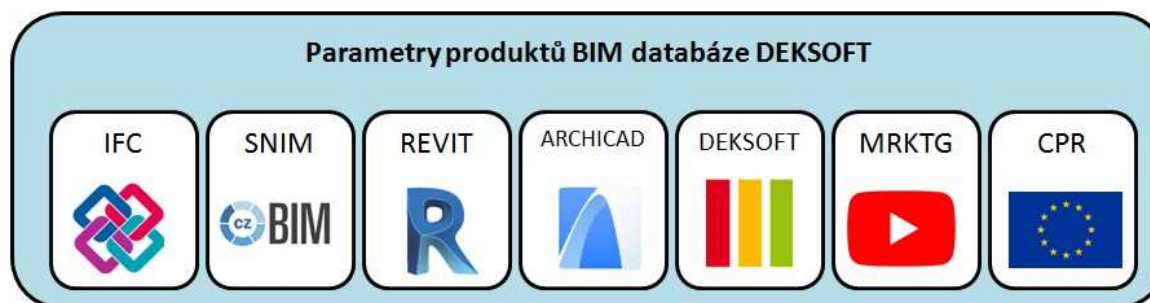 Parametry produktů BIM databáze DEKSOFT
IFC SNIM REVIT ARCHICAD DEKSOFT MRKTG CPR
cz BIM R